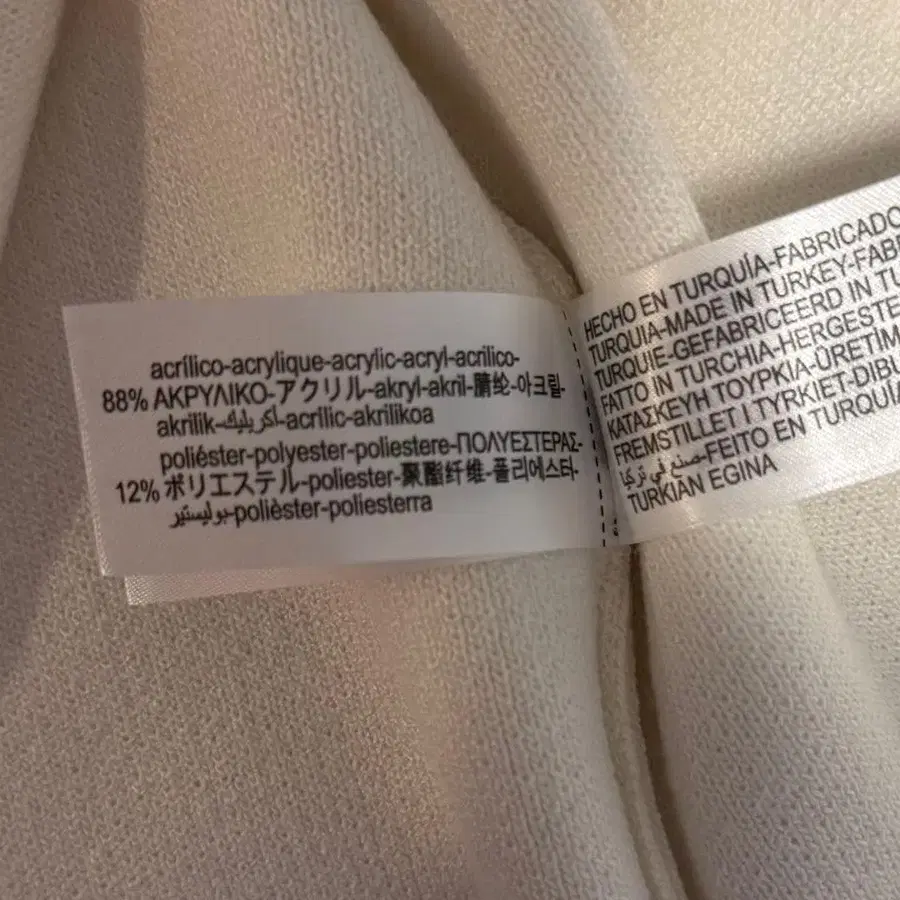 acrílico-acrylique-acrylic-acryl-acrilico-
88% ΑΚΡΥΛΙΚΟ-アクリル-akryl-akril-腈纶-아크릴-
akrilik-أكريليك-acrílic-akrilikoa
poliéster-polyester-poliestere-ΠΟΛΥΕΣΤΕΡΑΣ-
12% ポリエステル-poliester-聚酯纤维-폴리에스터-
بوليستير-polièster-poliesterra
HECHO EN TURQUÍA-FABRICADO
TURQUIA-MADE IN TURKEY-FAB
TURQUIE-GEFABRICEERD IN TU
FATTO IN TURCHIA-HERGESTE
ΚΑΤΑΣΚΕΥΗ ΤΟΥΡΚΙΑ-ÜRETIM
FREMSTILLET I TYRKIET-DIBU
صنع في تركيا-FEITO EN TURQUIA
TURKIAN EGINA